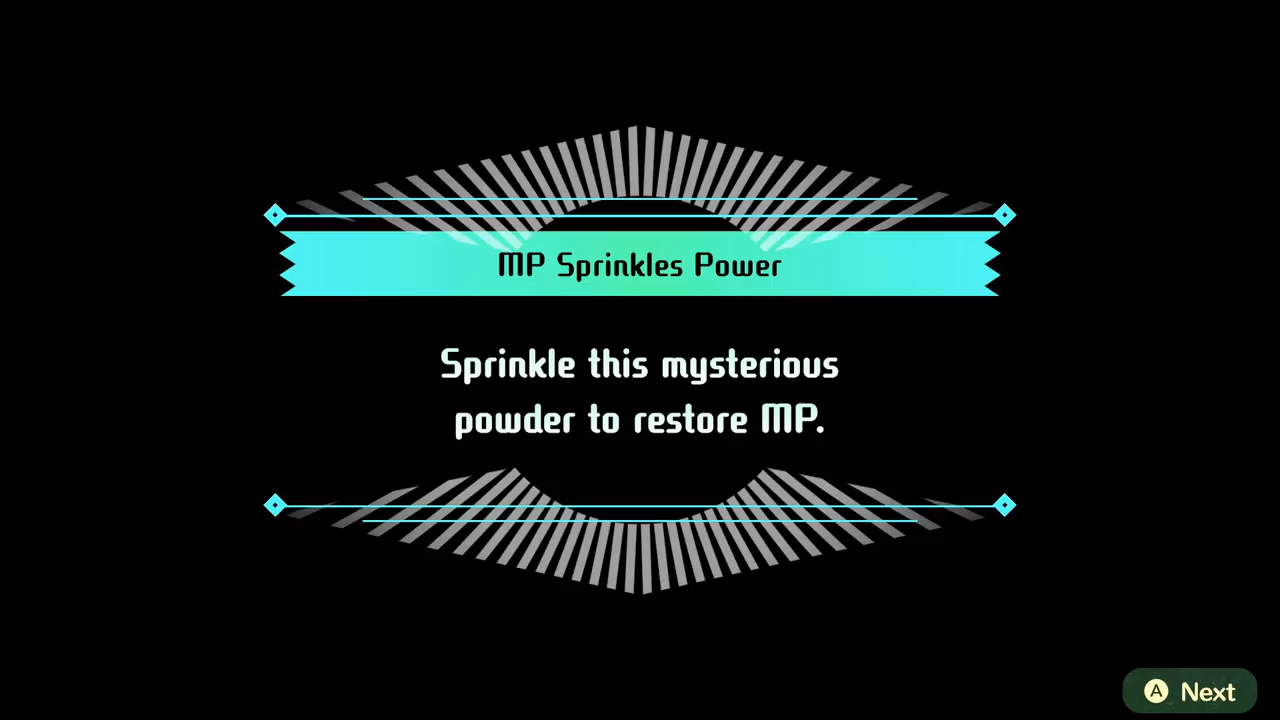 MP Sprinkles Power
Sprinkle this mysterious
powder to restore MP.
A Next